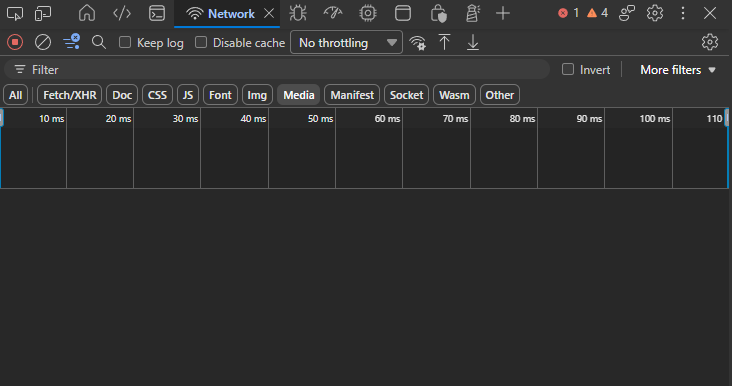 Network 1 4
Keep log Disable cache No throttling
Filter Invert More filters
All Fetch/XHR Doc CSS JS Font Img Media Manifest Socket Wasm Other
10 ms 20 ms 30 ms 40 ms 50 ms 60 ms 70 ms 80 ms 90 ms 100 ms 110